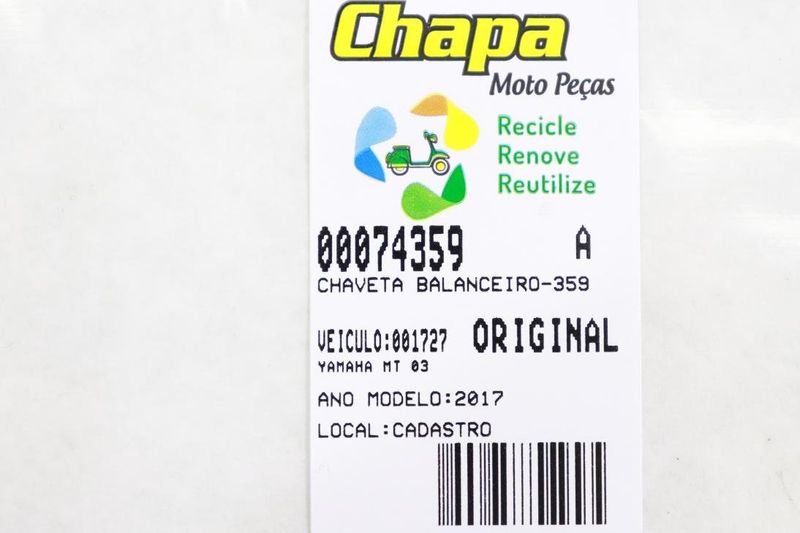 Chapa
Moto Peças
Recicle
Renove
Reutilize
00074359 A
CHAVETA BALANCEIRO-359
VEICULO:001727 ORIGINAL
YAMAHA MT 03
ANO MODELO:2017
LOCAL:CADASTRO